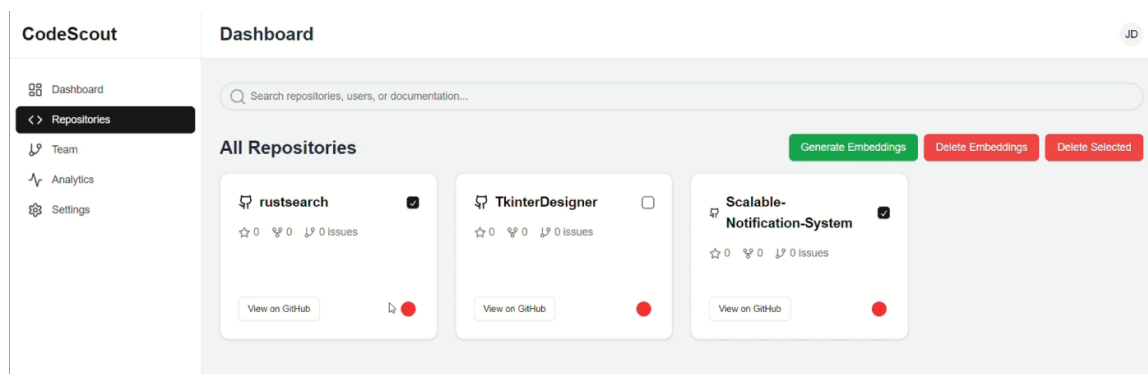 CodeScout
Dashboard
JD
Dashboard
Repositories
Team
Analytics
Settings
Search repositories, users, or documentation...
All Repositories
Generate Embeddings
Delete Embeddings
Delete Selected
rustsearch
0 0 0 issues
View on GitHub
TkinterDesigner
0 0 0 issues
View on GitHub
Scalable-
Notification-System
0 0 0 issues
View on GitHub